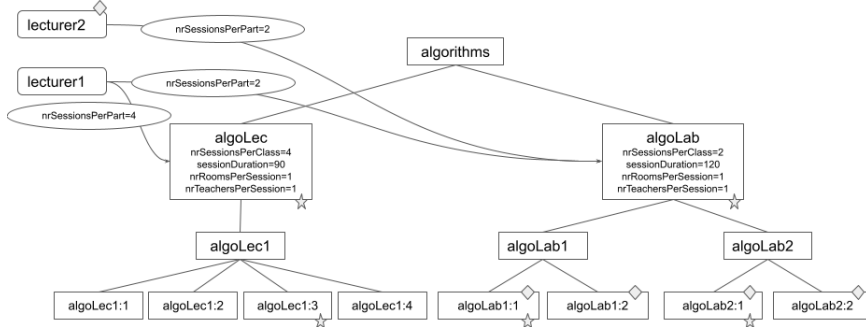 lecturer2
nrSessionsPerPart=2
algorithms
lecturer1
nrSessionsPerPart=2
nrSessionsPerPart=4
algoLec
nrSessionsPerClass=4
sessionDuration=90
nrRoomsPerSession=1
nrTeachersPerSession=1
algoLab
nrSessionsPerClass=2
sessionDuration=120
nrRoomsPerSession=1
nrTeachersPerSession=1
algoLec1
algoLab1
algoLab2
algoLec1:1
algoLec1:2
algoLec1:3
algoLec1:4
algoLab1:1
algoLab1:2
algoLab2:1
algoLab2:2